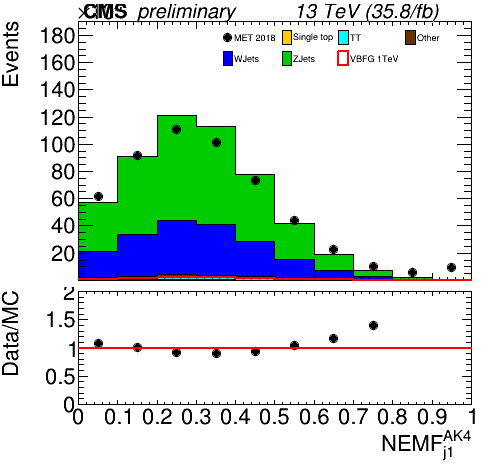 CMS preliminary 13 TeV (35.8/fb)
Events
MET 2018 Single top TT Other
WJets ZJets VBFG 1TeV
180
160
140
120
100
80
60
40
20
Data/MC
2
1.5
1
0.5
0
0 0.1 0.2 0.3 0.4 0.5 0.6 0.7 0.8 0.9 1
NEMF_{j1}^{AK4}